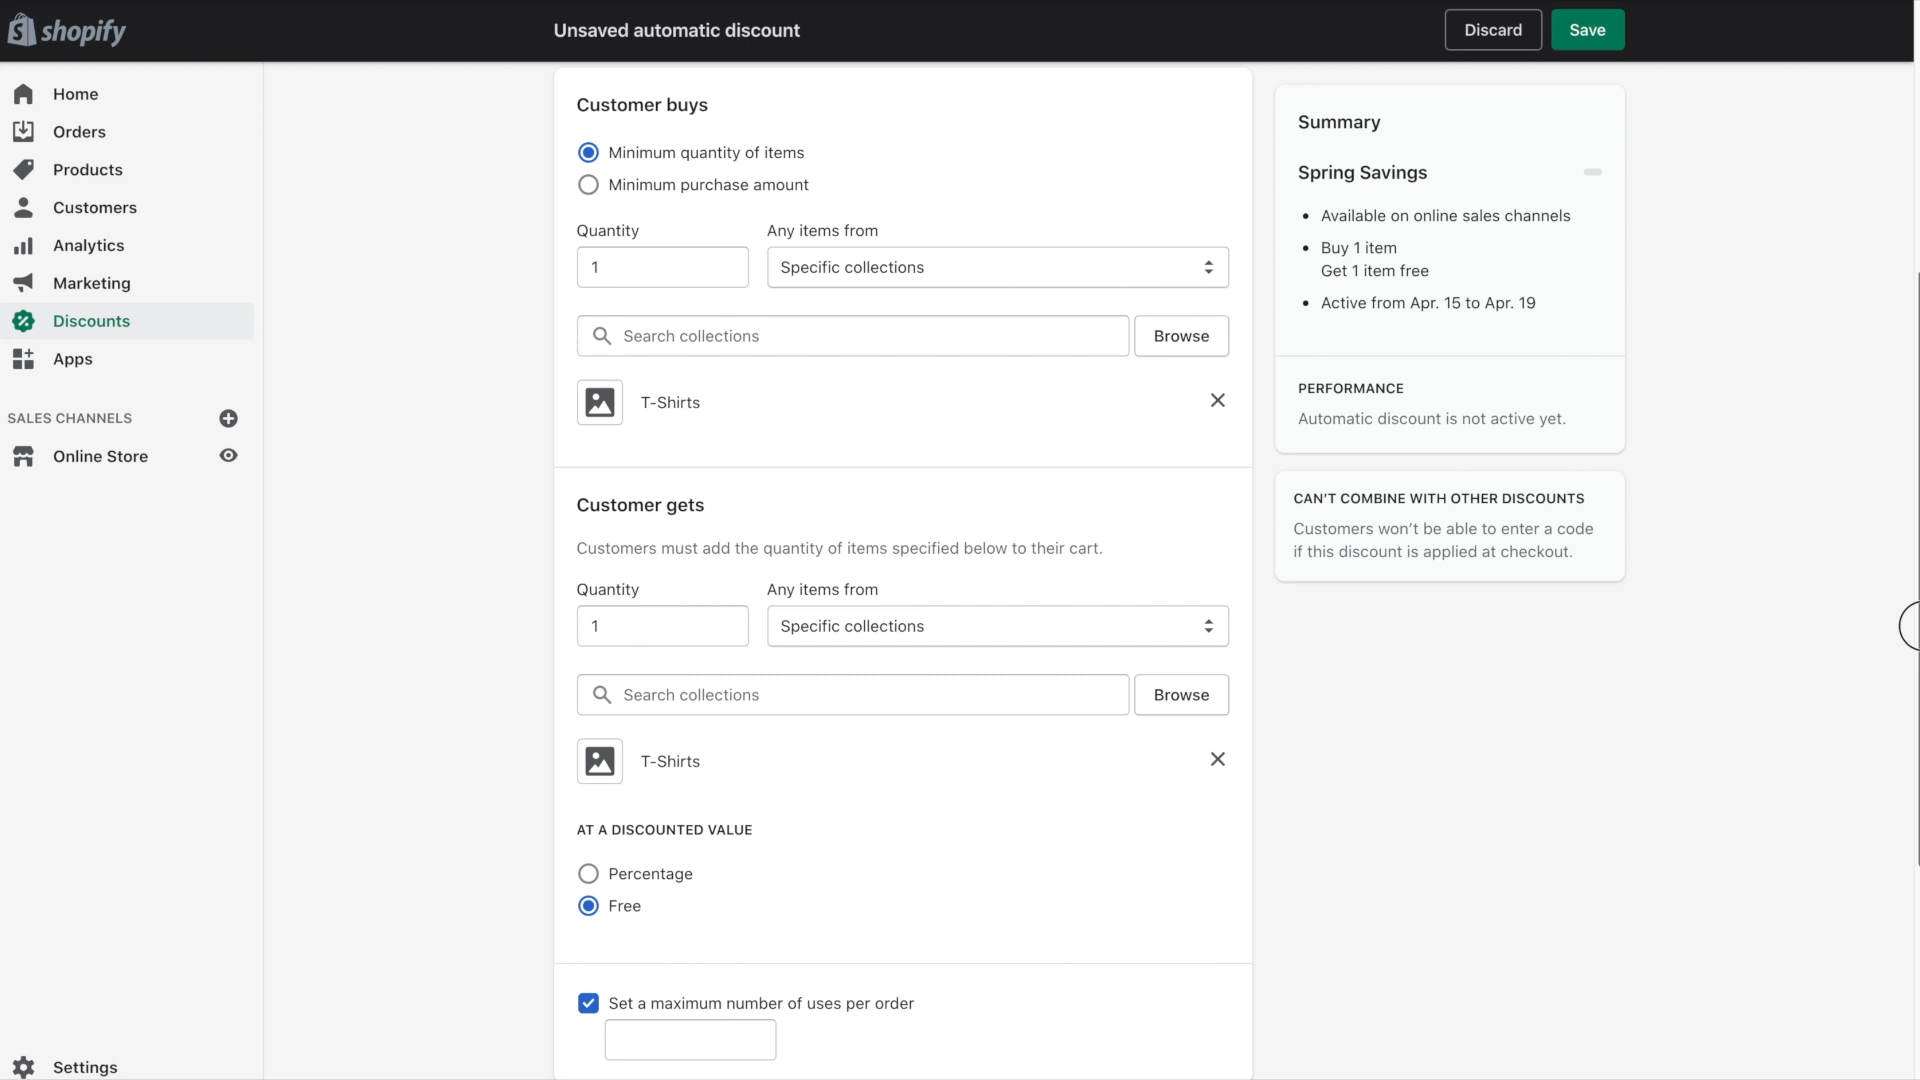 shopify
Unsaved automatic discount
Discard
Save
Home
Orders
Products
Customers
Analytics
Marketing
Discounts
Apps
SALES CHANNELS
Online Store
Settings
Customer buys
Minimum quantity of items
Minimum purchase amount
Quantity
Any items from
1
Specific collections
Search collections
Browse
T-Shirts
Customer gets
Customers must add the quantity of items specified below to their cart.
Quantity
Any items from
1
Specific collections
Search collections
Browse
T-Shirts
AT A DISCOUNTED VALUE
Percentage
Free
Set a maximum number of uses per order
Summary
Spring Savings
• Available on online sales channels
• Buy 1 item
Get 1 item free
• Active from Apr. 15 to Apr. 19
PERFORMANCE
Automatic discount is not active yet.
CAN’T COMBINE WITH OTHER DISCOUNTS
Customers won’t be able to enter a code
if this discount is applied at checkout.